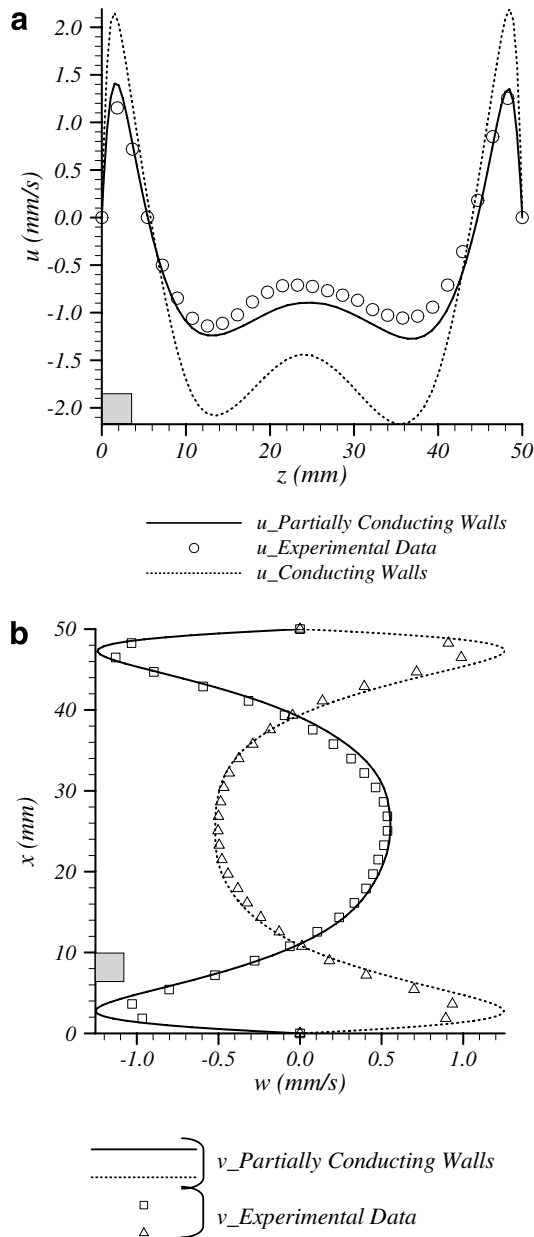 a
2.0
1.5
1.0
0.5
0.0
-0.5
-1.0
-1.5
-2.0
u (mm/s)
0 10 20 30 40 50
z (mm)
u_Partially Conducting Walls
u_Experimental Data
u_Conducting Walls
b
50
40
30
20
10
0
x (mm)
-1.0 -0.5 0.0 0.5 1.0
w (mm/s)
v_Partially Conducting Walls
v_Experimental Data